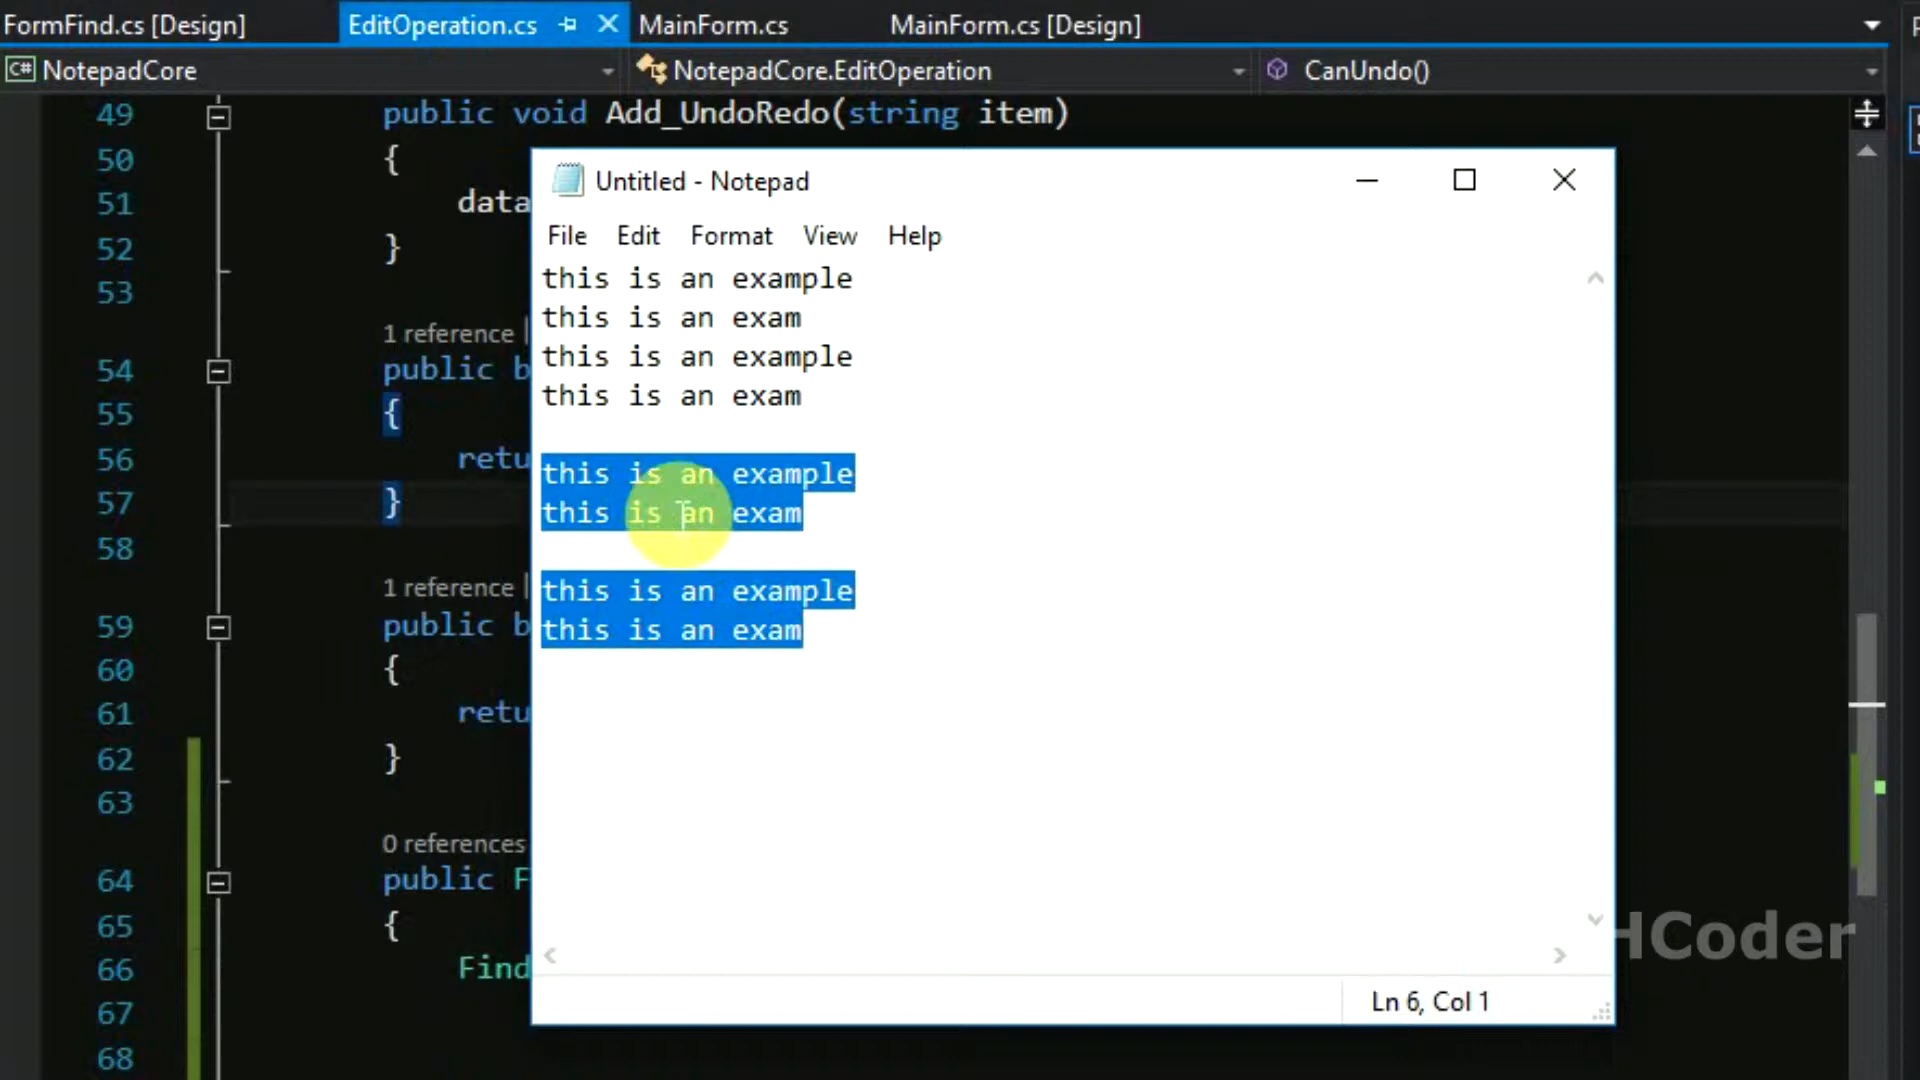 FormFind.cs [Design] EditOperation.cs MainForm.cs MainForm.cs [Design]
C# NotepadCore NotepadCore.EditOperation CanUndo()
49 public void Add_UndoRedo(string item)
50 {
51 data
52 }
53
1 reference |
54 public b
55 {
56 retu
57 }
58
1 reference |
59 public b
60 {
61 retu
62 }
63
0 references
64 public F
65 {
66 Find
67
68
Untitled - Notepad
File Edit Format View Help
this is an example
this is an exam
this is an example
this is an exam
this is an example
this is an exam
this is an example
this is an exam
Ln 6, Col 1
HCoder